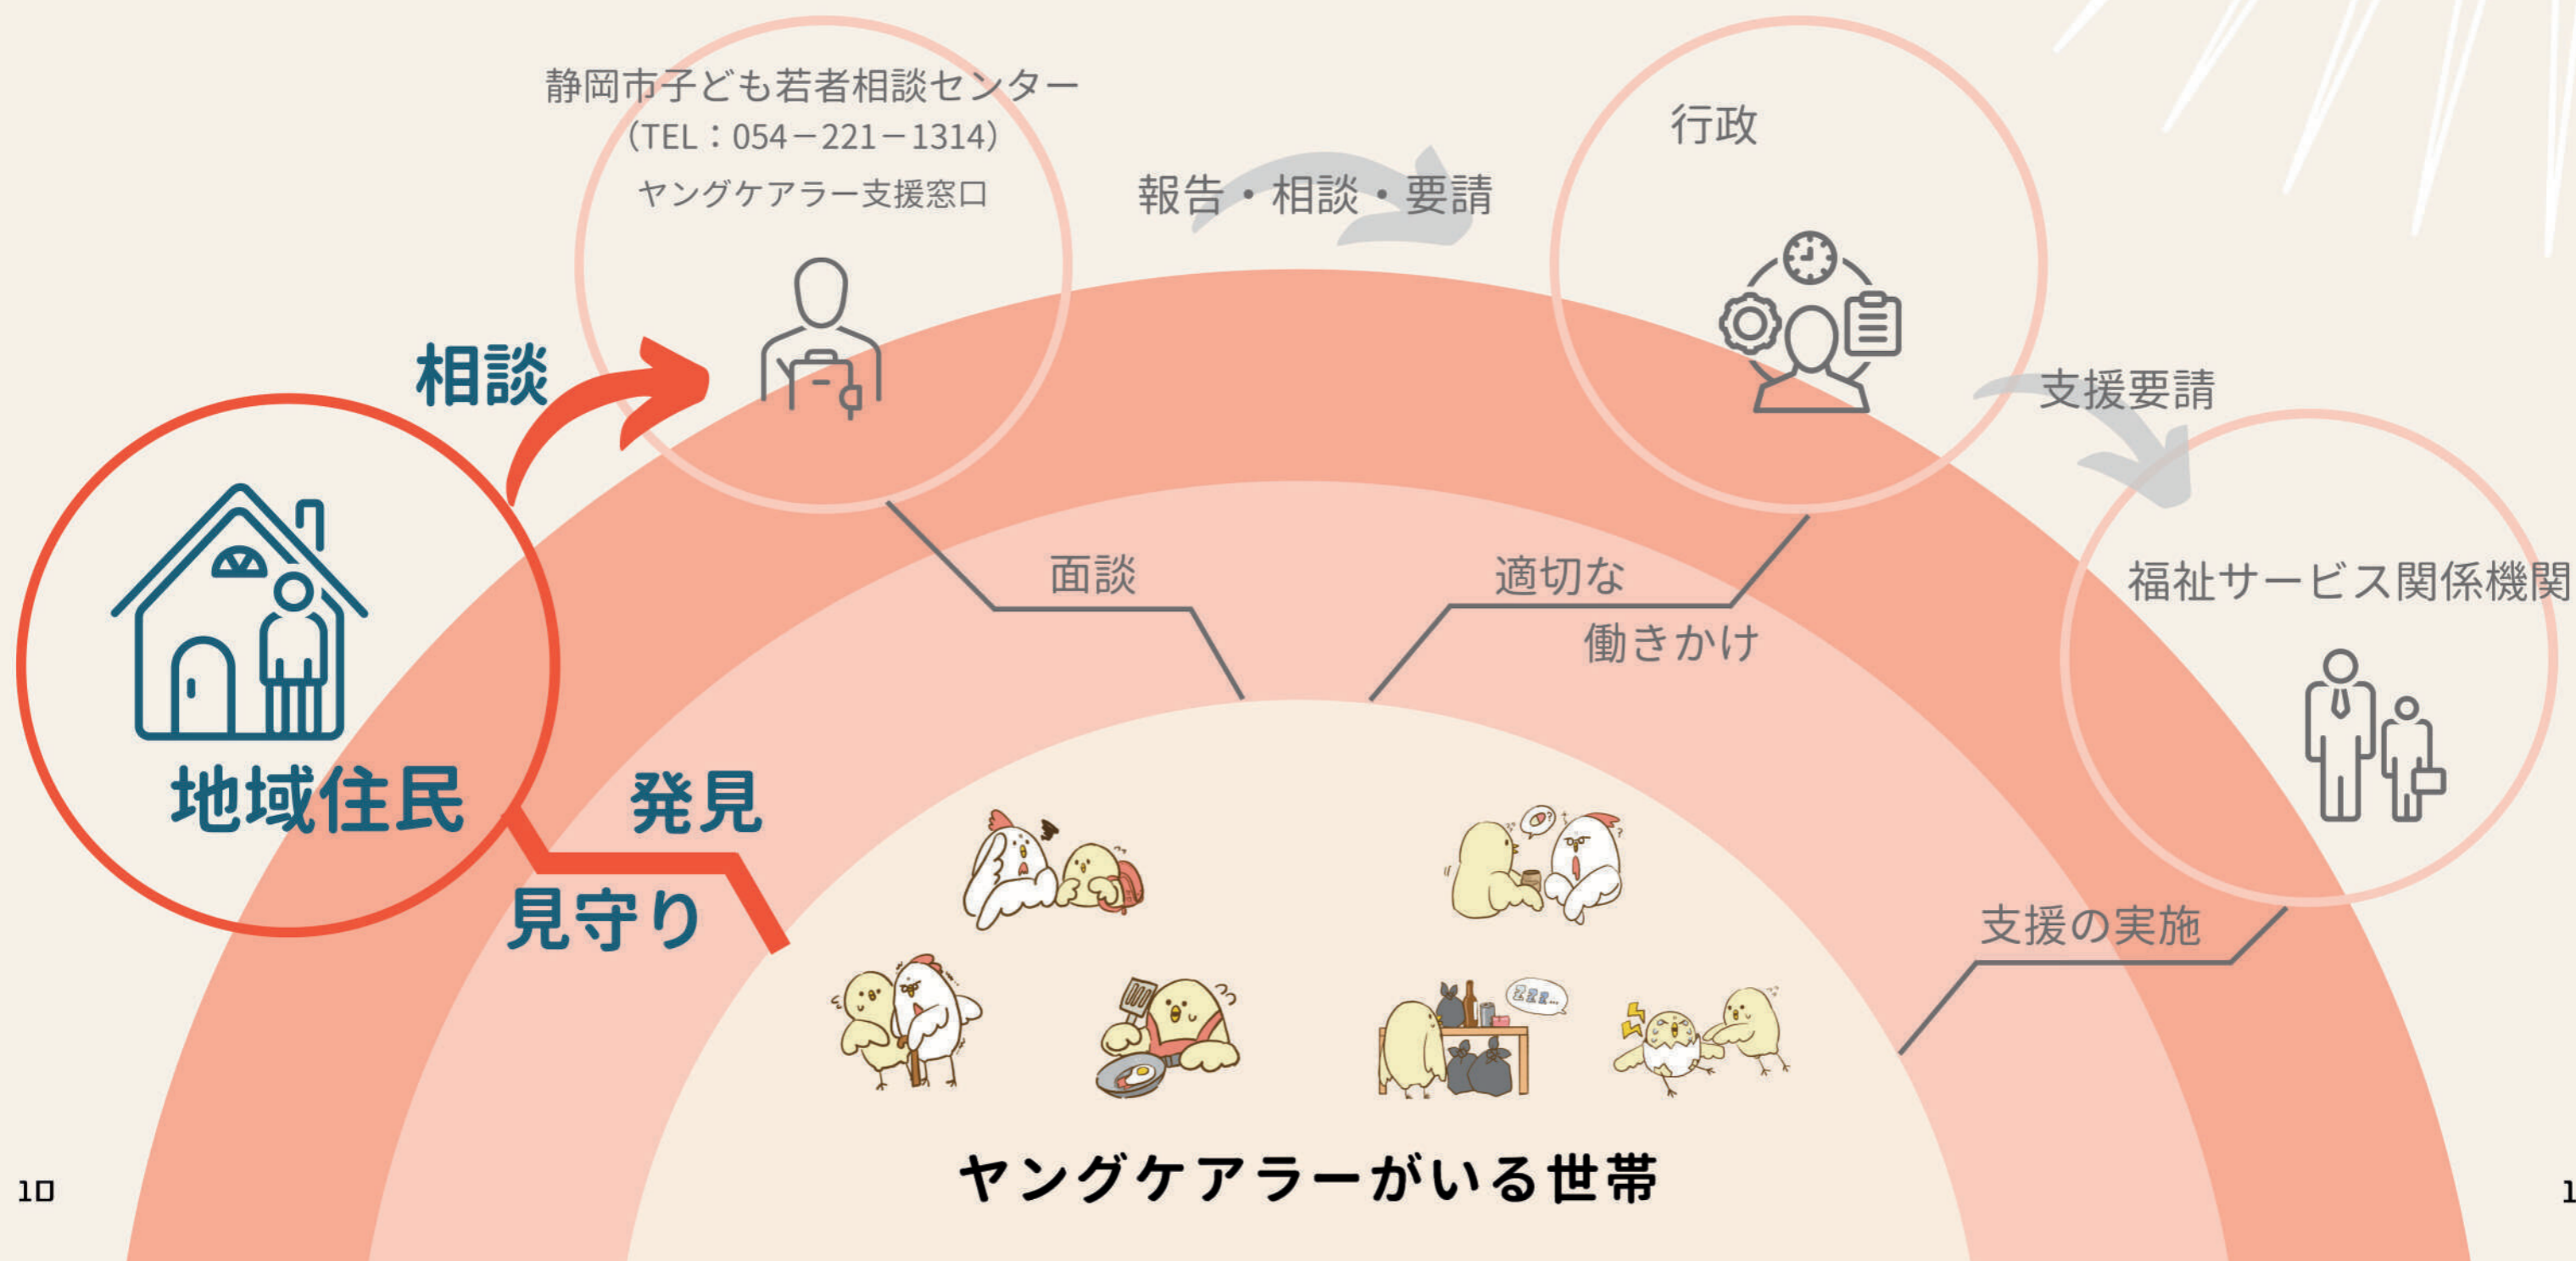 静岡市子ども若者相談センター
（TEL：054－221－1314）
ヤングケアラー支援窓口
行政
報告・相談・要請
相談
支援要請
地域住民
発見
見守り
面談
適切な
働きかけ
福祉サービス関係機関
支援の実施
zzz...
ヤングケアラーがいる世帯
10